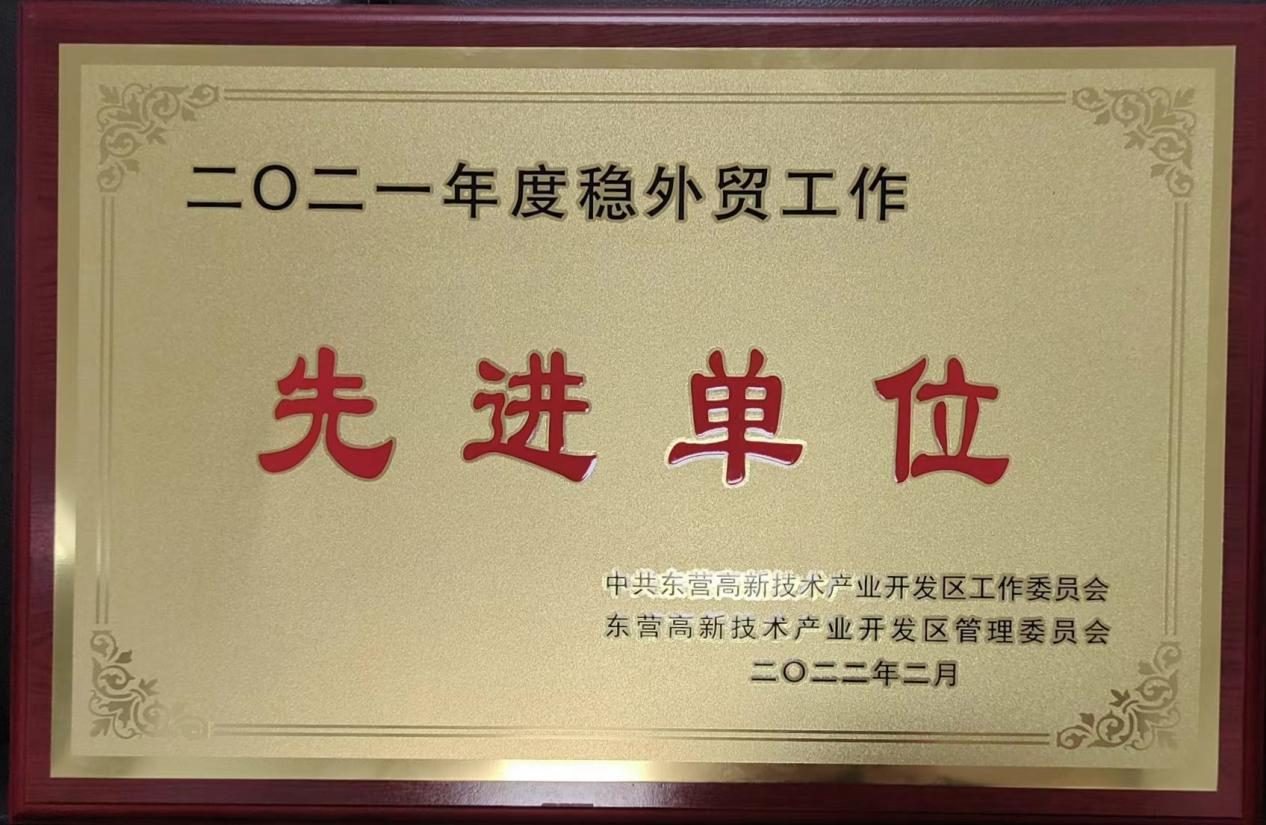 二〇二一年度稳外贸工作
先进单位
中共东营高新技术产业开发区工作委员会
东营高新技术产业开发区管理委员会
二〇二二年二月